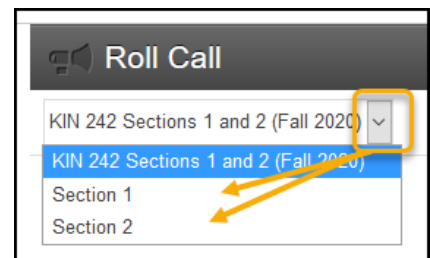 Roll Call
KIN 242 Sections 1 and 2 (Fall 2020)
KIN 242 Sections 1 and 2 (Fall 2020)
Section 1
Section 2